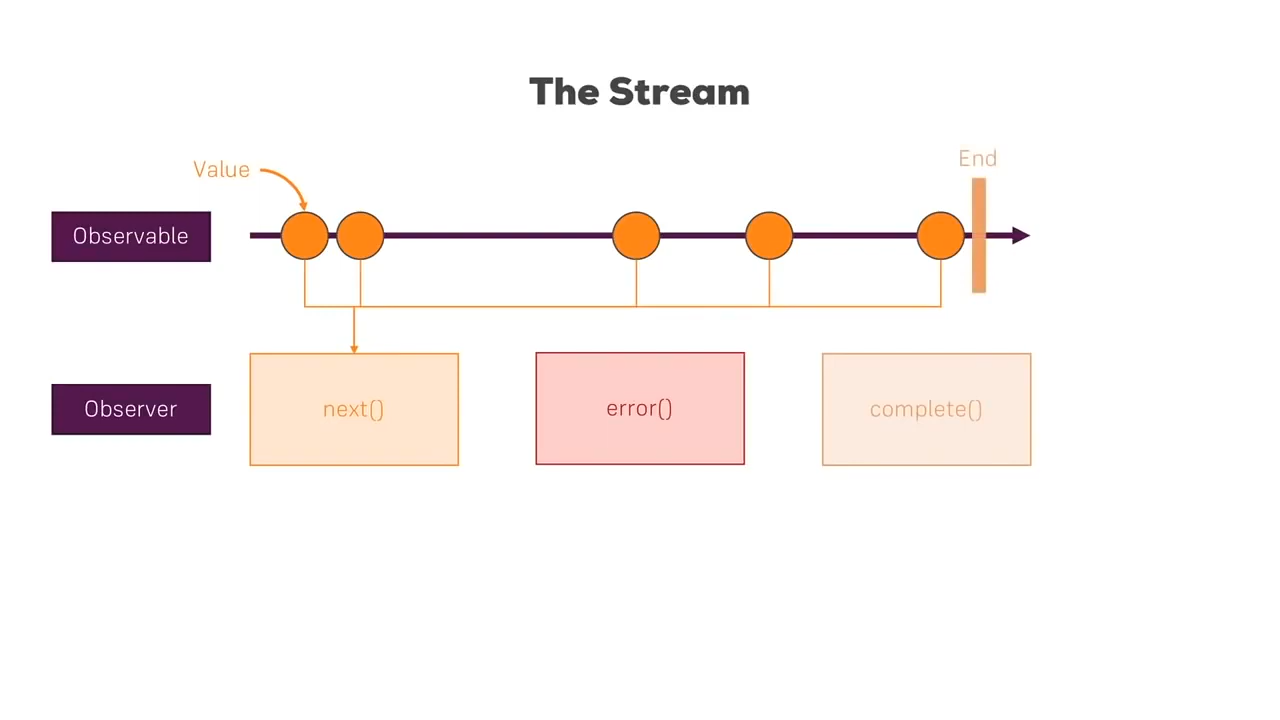 The Stream
Value
End
Observable
Observer
next()
error()
complete()